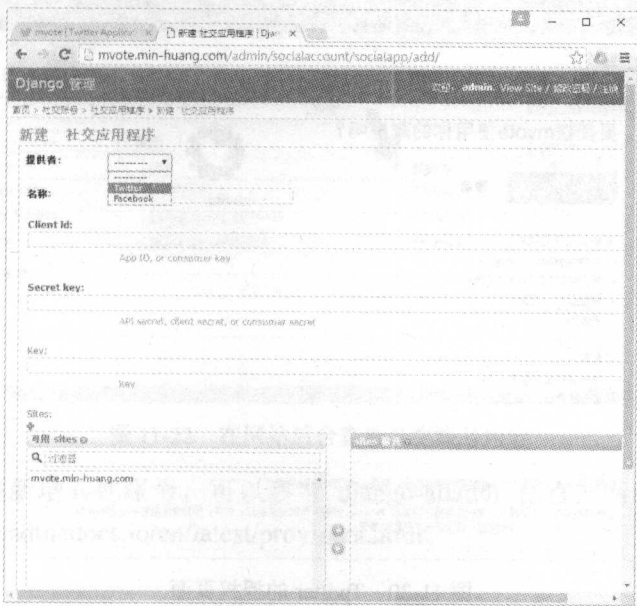 mvote | Twitter Applicat
新建 社交应用程序 | Djan
mvote.min-huang.com/admin/socialaccount/socialapp/add/
Django 管理
欢迎, admin. View Site / 修改密码 / 注销
首页 › 社交账号 › 社交应用程序 › 新建 社交应用程序
新建 社交应用程序
提供者:
---------
---------
Twitter
Facebook
名称:
Client id:
App ID, or consumer key
Secret key:
API secret, client secret, or consumer secret
Key:
Key
Sites:
可用 sites
过滤器
mvote.min-huang.com